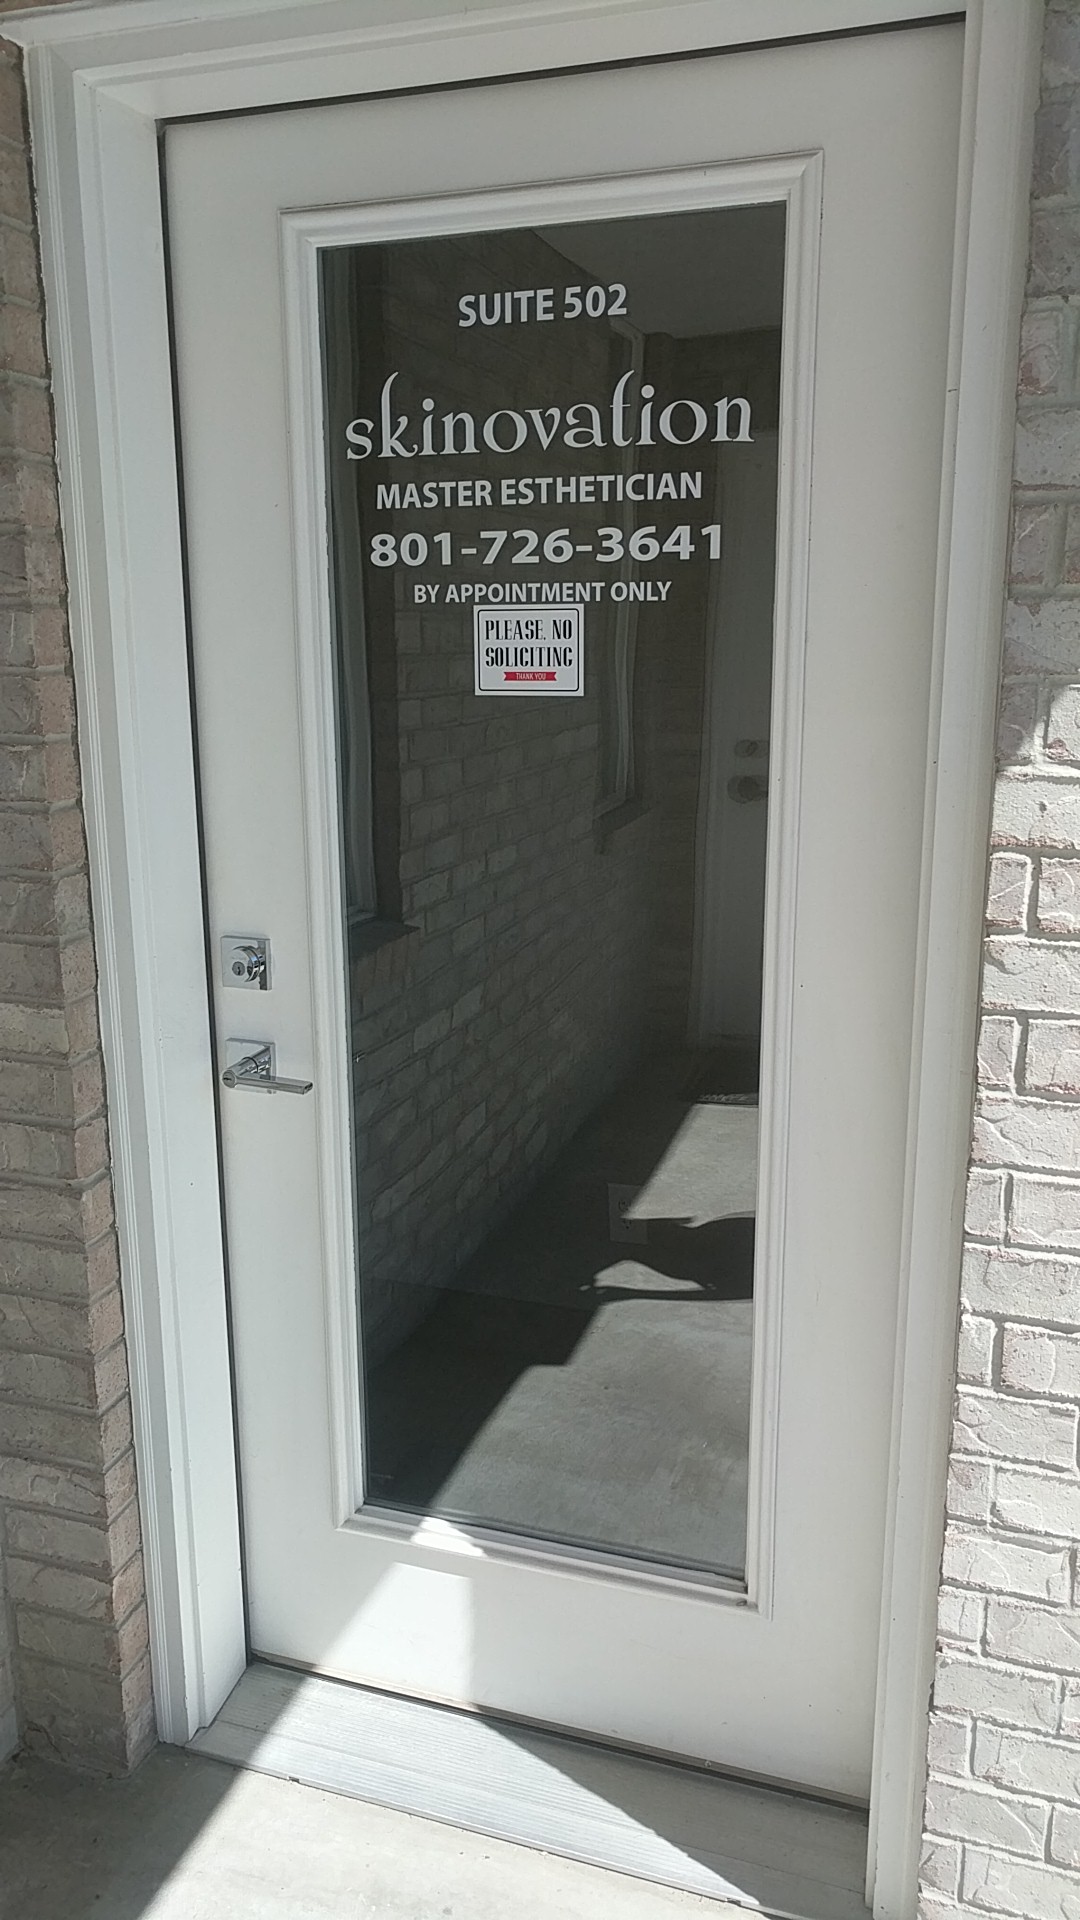 SUITE 502
skinovation
MASTER ESTHETICIAN
801-726-3641
BY APPOINTMENT ONLY
PLEASE, NO
SOLICITING
THANK YOU